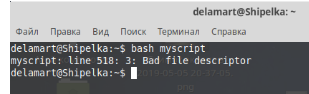 delamart@Shipelka: ~
Файл Правка Вид Поиск Терминал Справка
delamart@Shipelka:~$ bash myscript
myscript: line 518: 3: Bad file descriptor
delamart@Shipelka:~$